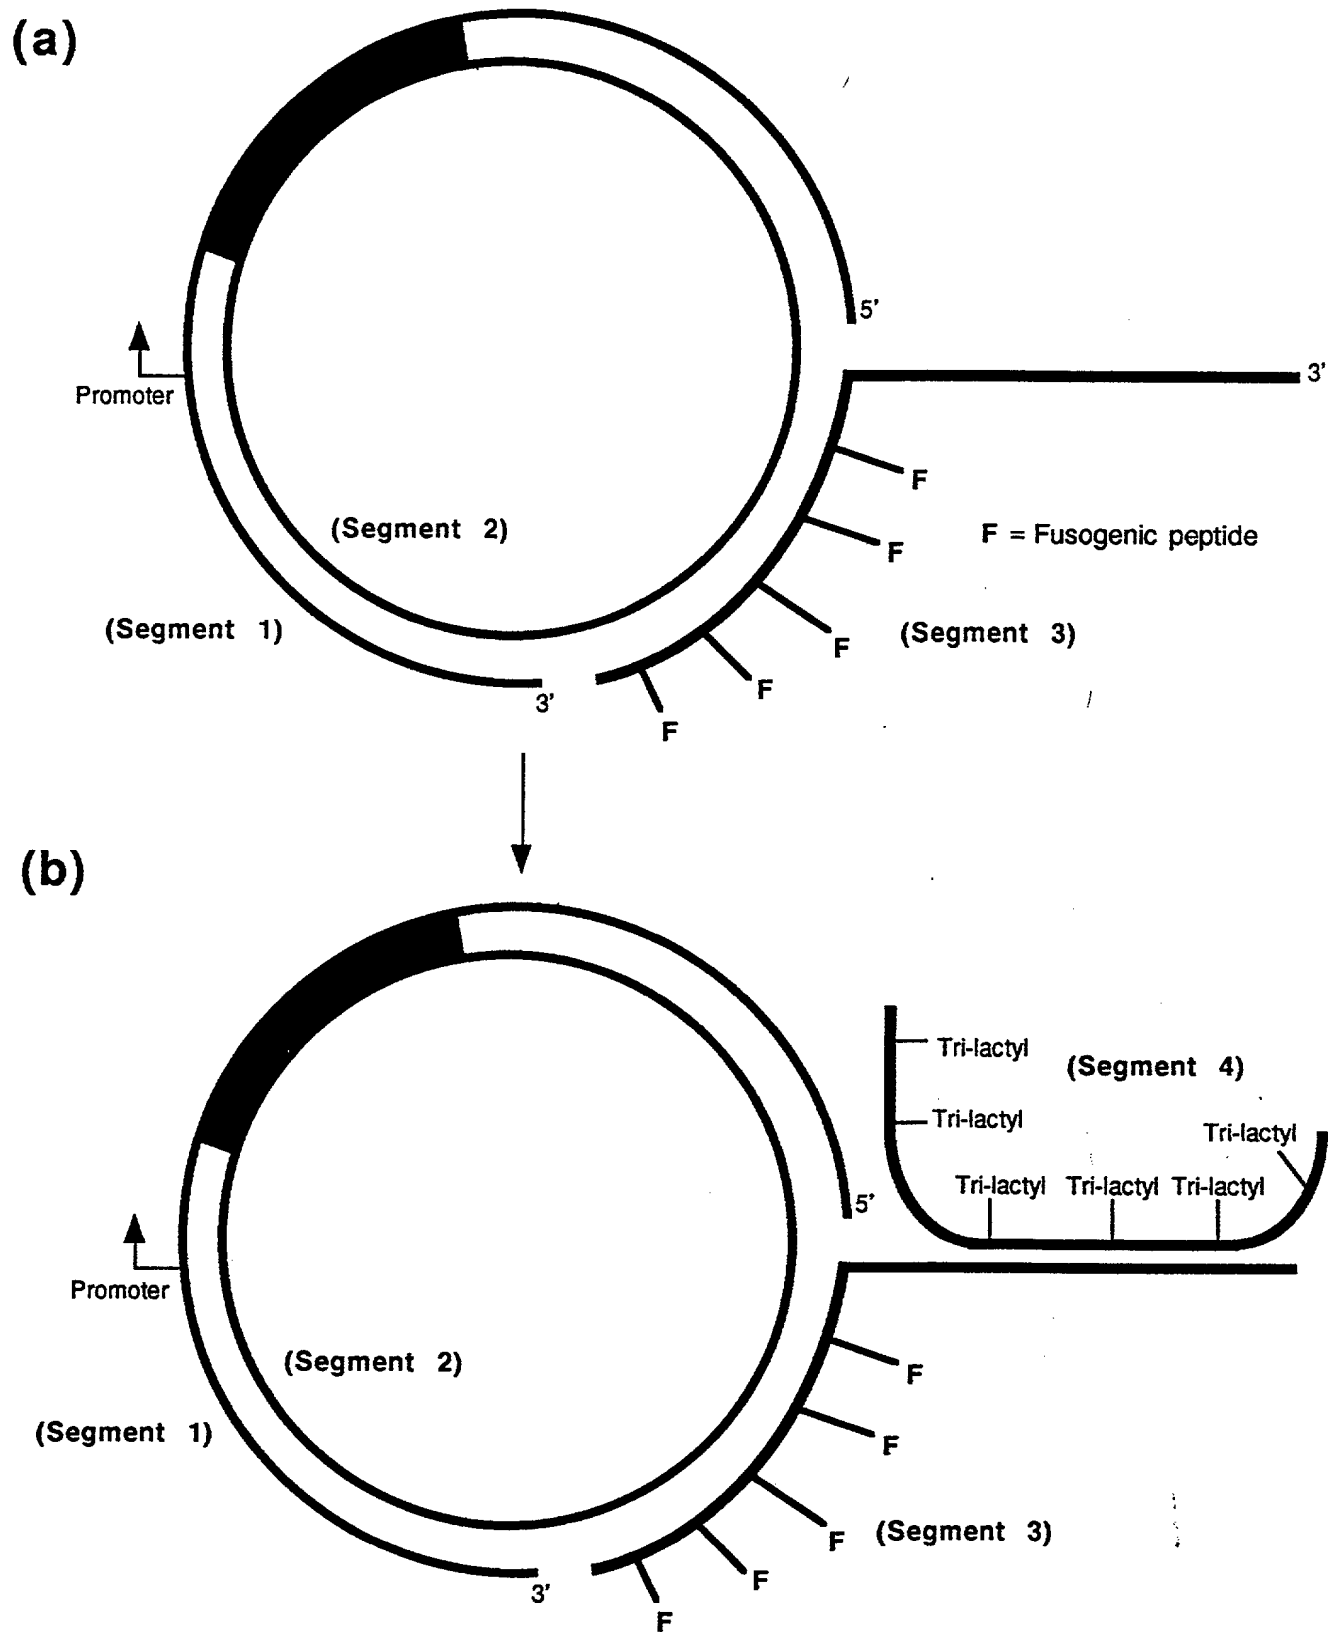 (a)
5'
3'
Promoter
F
F
F = Fusogenic peptide
(Segment 2)
(Segment 1)
F
(Segment 3)
F
3'
F
(b)
Tri-lactyl
(Segment 4)
Tri-lactyl
Tri-lactyl
Tri-lactyl
Tri-lactyl
Tri-lactyl
5'
Promoter
(Segment 2)
F
(Segment 1)
F
F
(Segment 3)
F
3'
F